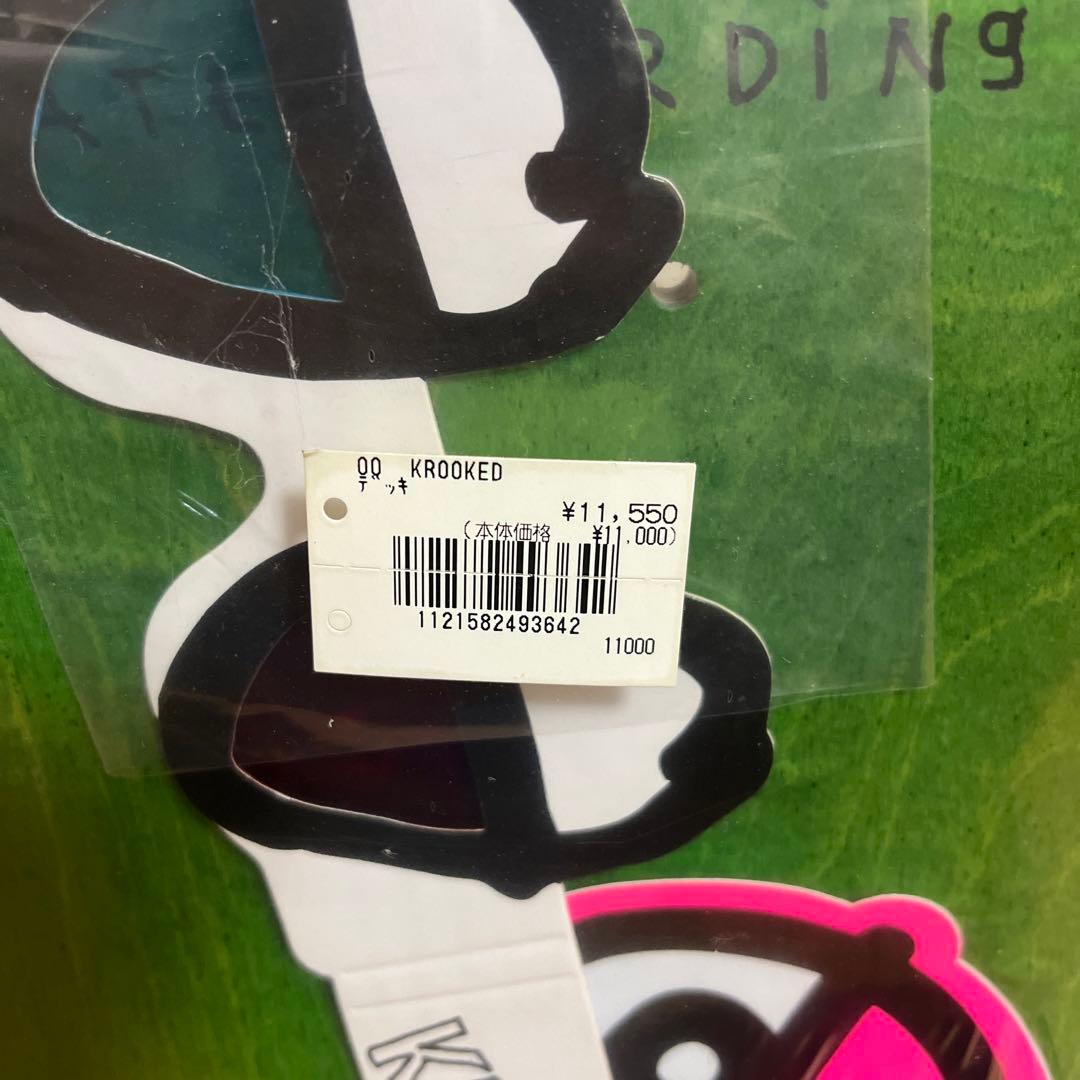 RDiNg
QQ KROOKED
デッキ
¥11,550
(本体価格 ¥11,000)
1121582493642
11000
K